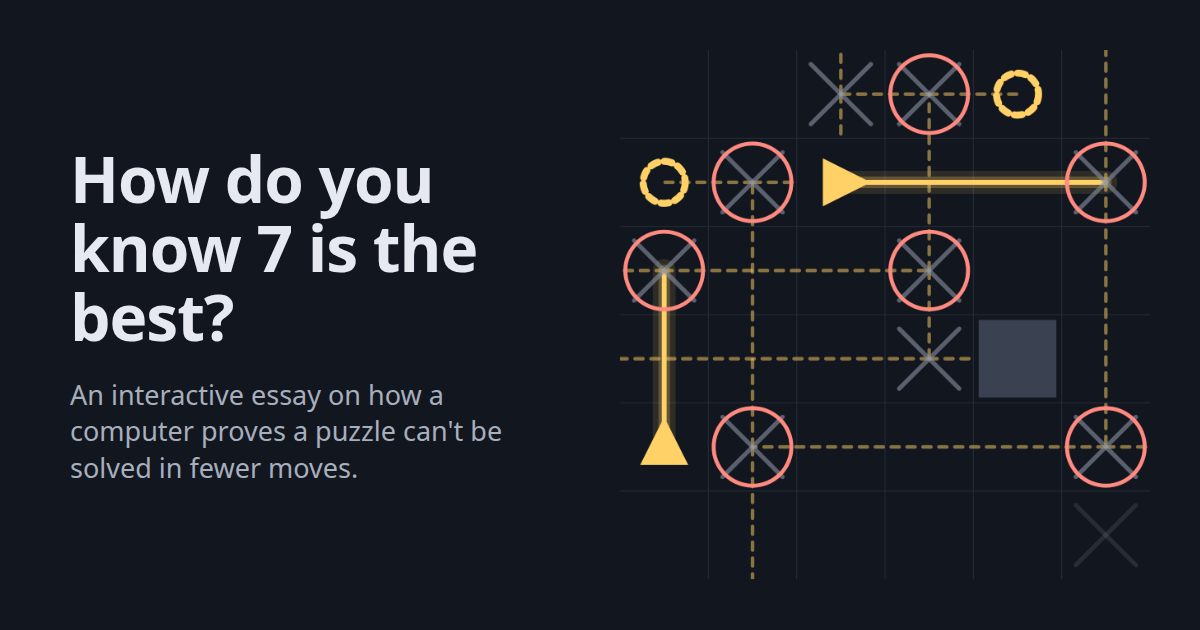 How do you
know 7 is the
best?
An interactive essay on how a
computer proves a puzzle can't be
solved in fewer moves.